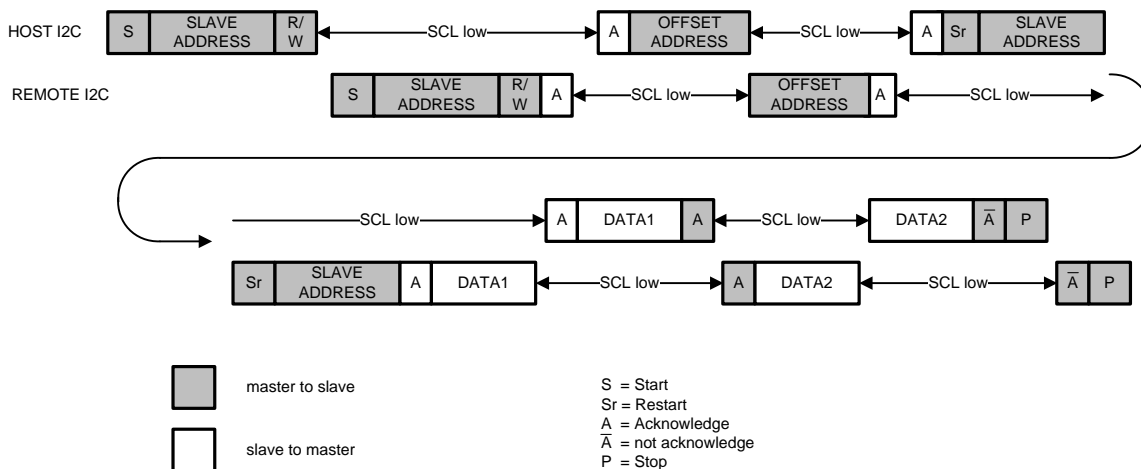 HOST I2C
S
SLAVE
ADDRESS
R/
W
SCL low
A
OFFSET
ADDRESS
SCL low
A
Sr
SLAVE
ADDRESS
REMOTE I2C
S
SLAVE
ADDRESS
R/
W
A
SCL low
OFFSET
ADDRESS
A
SCL low
SCL low
A
DATA1
A
SCL low
DATA2
A̅
P
Sr
SLAVE
ADDRESS
A
DATA1
SCL low
A
DATA2
SCL low
A̅
P
master to slave
slave to master
S = Start
Sr = Restart
A = Acknowledge
A̅ = not acknowledge
P = Stop